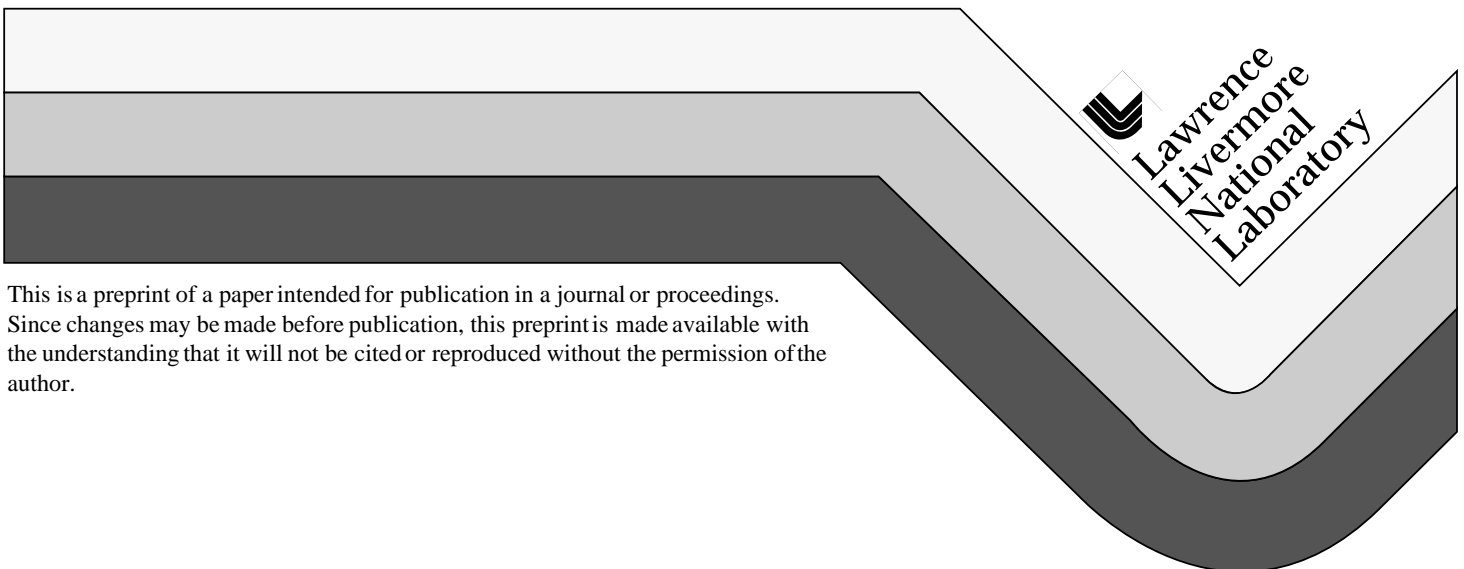 Lawrence
Livermore
National
Laboratory
This is a preprint of a paper intended for publication in a journal or proceedings.
Since changes may be made before publication, this preprint is made available with
the understanding that it will not be cited or reproduced without the permission of the
author.